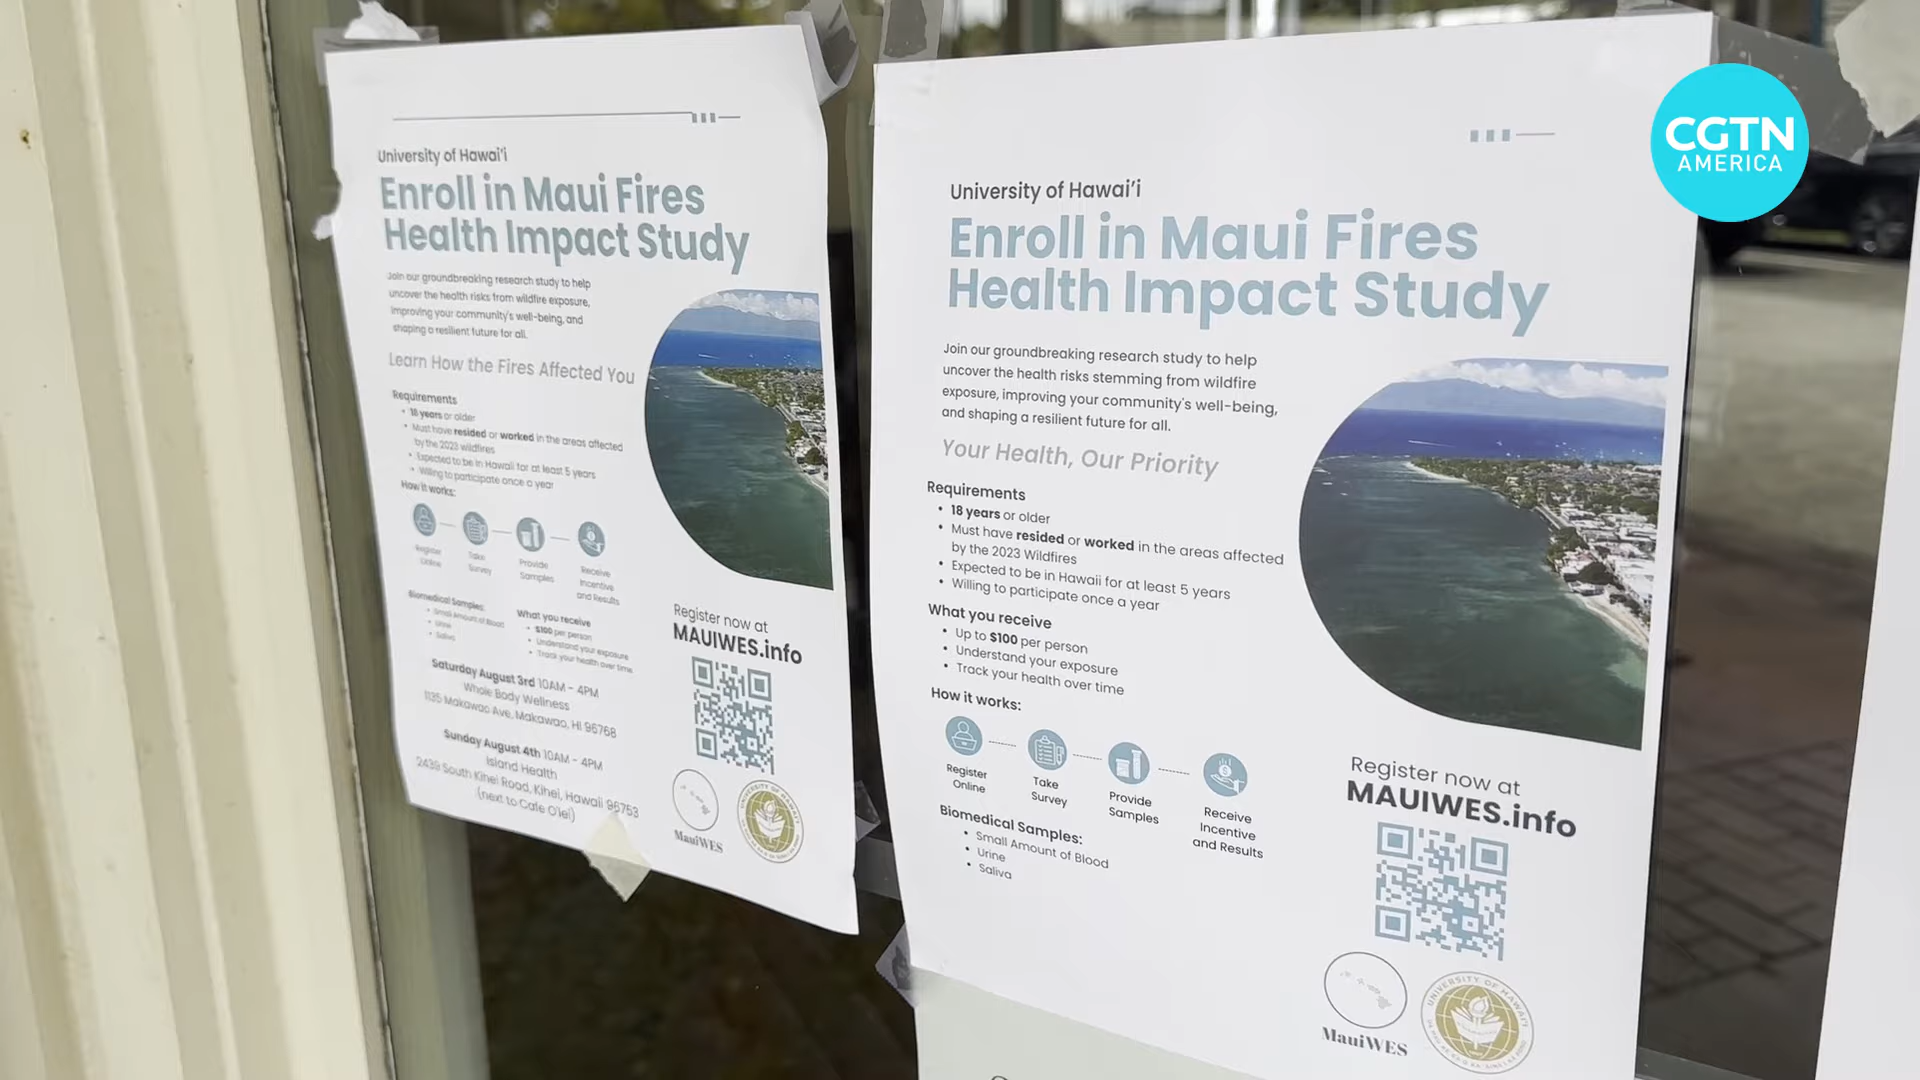 University of Hawai'i
Enroll in Maui Fires
Health Impact Study
Join our groundbreaking research study to help
uncover the health risks from wildfire exposure,
improving your community's well-being, and
shaping a resilient future for all.
Learn How the Fires Affected You
Requirements
• 18 years or older
• Must have resided or worked in the areas affected
by the 2023 wildfires
• Expected to be in Hawaii for at least 5 years
• Willing to participate once a year
How it works:
Register
Online
Take
Survey
Provide
Samples
Receive
Incentive
and Results
Biomedical Samples:
• Small Amount of Blood
• Urine
• Saliva
What you receive
• $100 per person
• Understand your exposure
• Track your health over time
Saturday August 3rd 10AM - 4PM
Whole Body Wellness
1135 Makawao Ave, Makawao, HI 96768
Sunday August 4th 10AM - 4PM
Island Health
2439 South Kihei Road, Kihei, Hawaii 96753
(next to Cafe O'lei)
Register now at
MAUIWES.info
MauiWES
University of Hawai'i
Enroll in Maui Fires
Health Impact Study
Join our groundbreaking research study to help
uncover the health risks stemming from wildfire
exposure, improving your community's well-being,
and shaping a resilient future for all.
Your Health, Our Priority
Requirements
• 18 years or older
• Must have resided or worked in the areas affected
by the 2023 Wildfires
• Expected to be in Hawaii for at least 5 years
• Willing to participate once a year
What you receive
• Up to $100 per person
• Understand your exposure
• Track your health over time
How it works:
Register
Online
Take
Survey
Provide
Samples
Receive
Incentive
and Results
Biomedical Samples:
• Small Amount of Blood
• Urine
• Saliva
Register now at
MAUIWES.info
MauiWES
UNIVERSITY OF HAWAI'I
CGTN
AMERICA